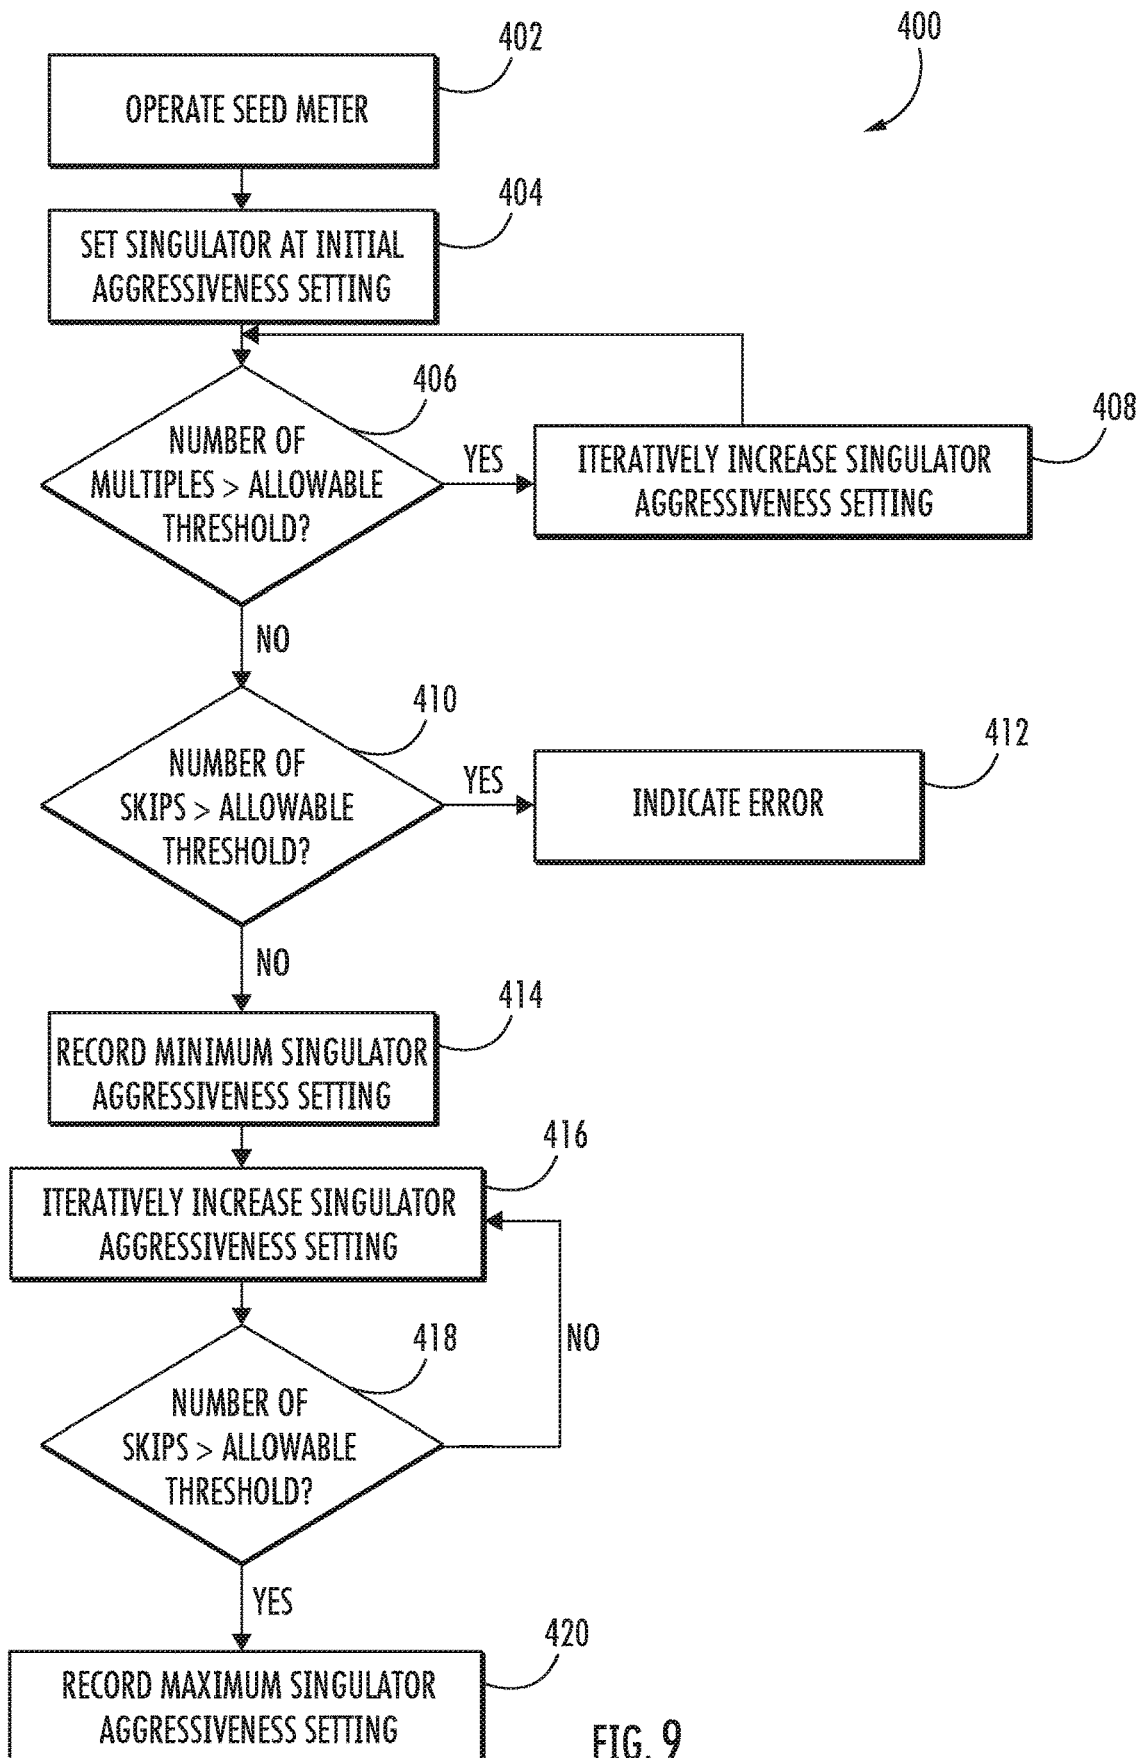 400
402
OPERATE SEED METER
404
SET SINGULATOR AT INITIAL
AGGRESSIVENESS SETTING
406
NUMBER OF
MULTIPLES > ALLOWABLE
THRESHOLD?
YES
408
ITERATIVELY INCREASE SINGULATOR
AGGRESSIVENESS SETTING
NO
410
NUMBER OF
SKIPS > ALLOWABLE
THRESHOLD?
YES
412
INDICATE ERROR
NO
414
RECORD MINIMUM SINGULATOR
AGGRESSIVENESS SETTING
416
ITERATIVELY INCREASE SINGULATOR
AGGRESSIVENESS SETTING
418
NUMBER OF
SKIPS > ALLOWABLE
THRESHOLD?
NO
YES
420
RECORD MAXIMUM SINGULATOR
AGGRESSIVENESS SETTING
FIG. 9